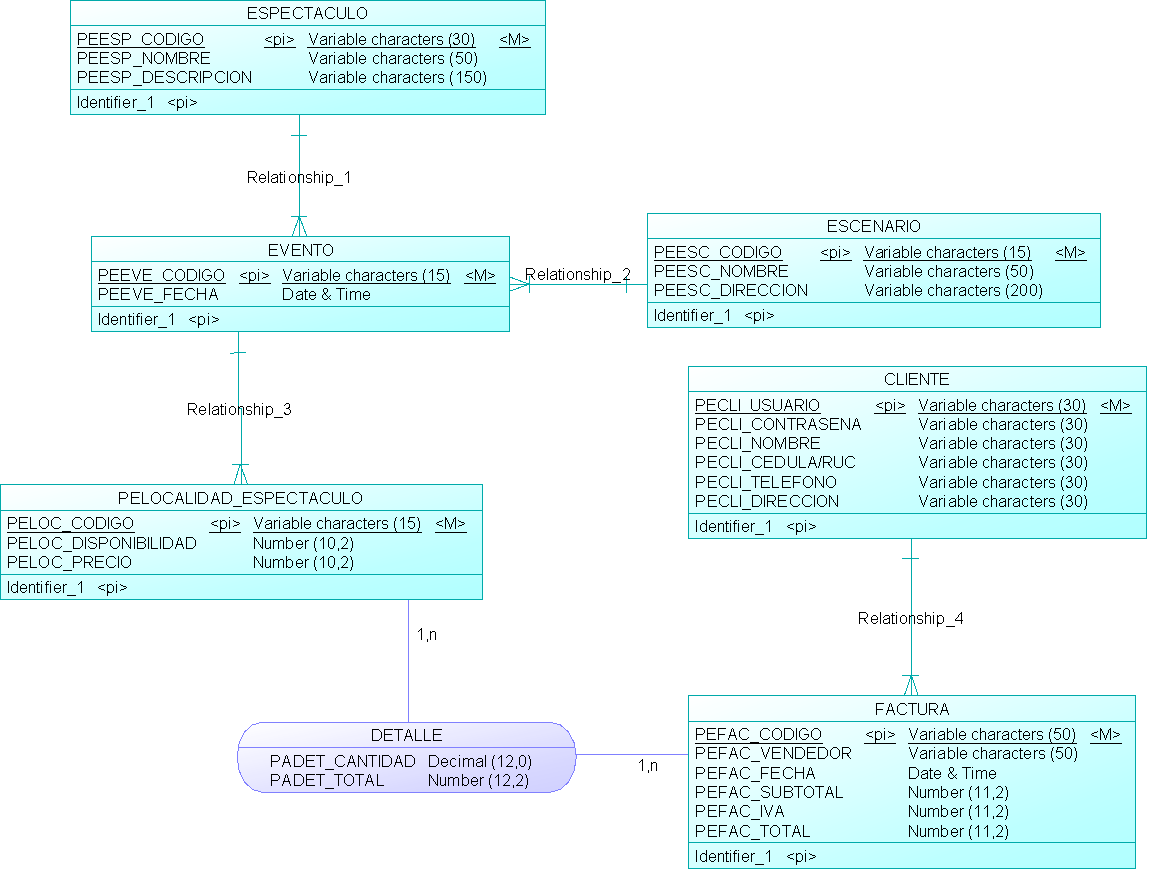 ESPECTACULO
PEESP_CODIGO <pi> Variable characters (30) <M>
PEESP_NOMBRE Variable characters (50)
PEESP_DESCRIPCION Variable characters (150)
Identifier_1 <pi>
Relationship_1
EVENTO
PEEVE_CODIGO <pi> Variable characters (15) <M>
PEEVE_FECHA Date & Time
Identifier_1 <pi>
Relationship_2
ESCENARIO
PEESC_CODIGO <pi> Variable characters (15) <M>
PEESC_NOMBRE Variable characters (50)
PEESC_DIRECCION Variable characters (200)
Identifier_1 <pi>
Relationship_3
CLIENTE
PECLI_USUARIO <pi> Variable characters (30) <M>
PECLI_CONTRASENA Variable characters (30)
PECLI_NOMBRE Variable characters (30)
PECLI_CEDULA/RUC Variable characters (30)
PECLI_TELEFONO Variable characters (30)
PECLI_DIRECCION Variable characters (30)
Identifier_1 <pi>
PELOCALIDAD_ESPECTACULO
PELOC_CODIGO <pi> Variable characters (15) <M>
PELOC_DISPONIBILIDAD Number (10,2)
PELOC_PRECIO Number (10,2)
Identifier_1 <pi>
Relationship_4
1,n
DETALLE
PADET_CANTIDAD Decimal (12,0)
PADET_TOTAL Number (12,2)
1,n
FACTURA
PEFAC_CODIGO <pi> Variable characters (50) <M>
PEFAC_VENDEDOR Variable characters (50)
PEFAC_FECHA Date & Time
PEFAC_SUBTOTAL Number (11,2)
PEFAC_IVA Number (11,2)
PEFAC_TOTAL Number (11,2)
Identifier_1 <pi>